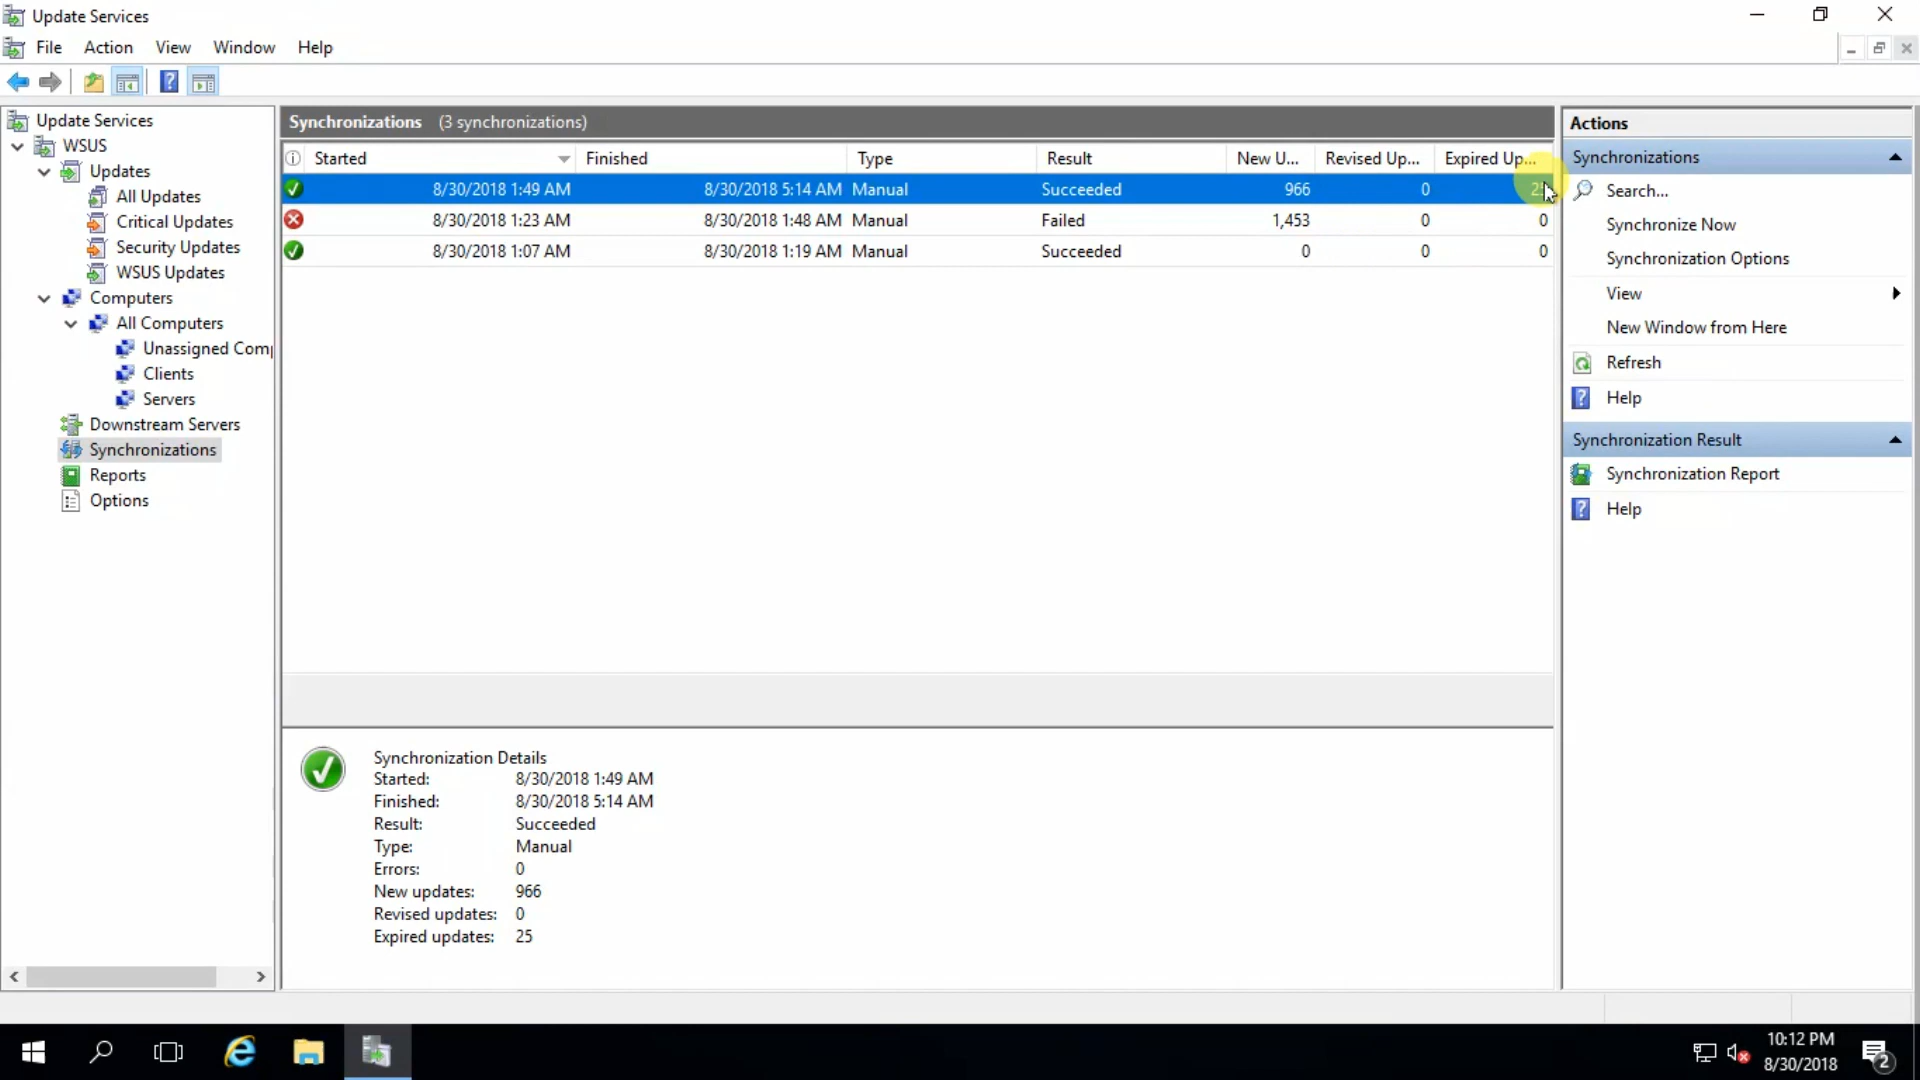 Update Services
File Action View Window Help
Update Services
WSUS
Updates
All Updates
Critical Updates
Security Updates
WSUS Updates
Computers
All Computers
Unassigned Com
Clients
Servers
Downstream Servers
Synchronizations
Reports
Options
Synchronizations (3 synchronizations)
Started Finished Type Result New U... Revised Up... Expired Up...
8/30/2018 1:49 AM 8/30/2018 5:14 AM Manual Succeeded 966 0
8/30/2018 1:23 AM 8/30/2018 1:48 AM Manual Failed 1,453 0 0
8/30/2018 1:07 AM 8/30/2018 1:19 AM Manual Succeeded 0 0 0
Synchronization Details
Started: 8/30/2018 1:49 AM
Finished: 8/30/2018 5:14 AM
Result: Succeeded
Type: Manual
Errors: 0
New updates: 966
Revised updates: 0
Expired updates: 25
Actions
Synchronizations
Search...
Synchronize Now
Synchronization Options
View
New Window from Here
Refresh
Help
Synchronization Result
Synchronization Report
Help
10:12 PM
8/30/2018
2